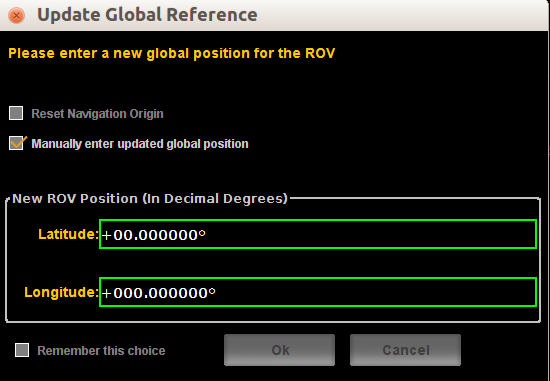 Update Global Reference
Please enter a new global position for the ROV
Reset Navigation Origin
Manually enter updated global position
New ROV Position (In Decimal Degrees)
Latitude: +00.000000°
Longitude: +000.000000°
Remember this choice Ok Cancel